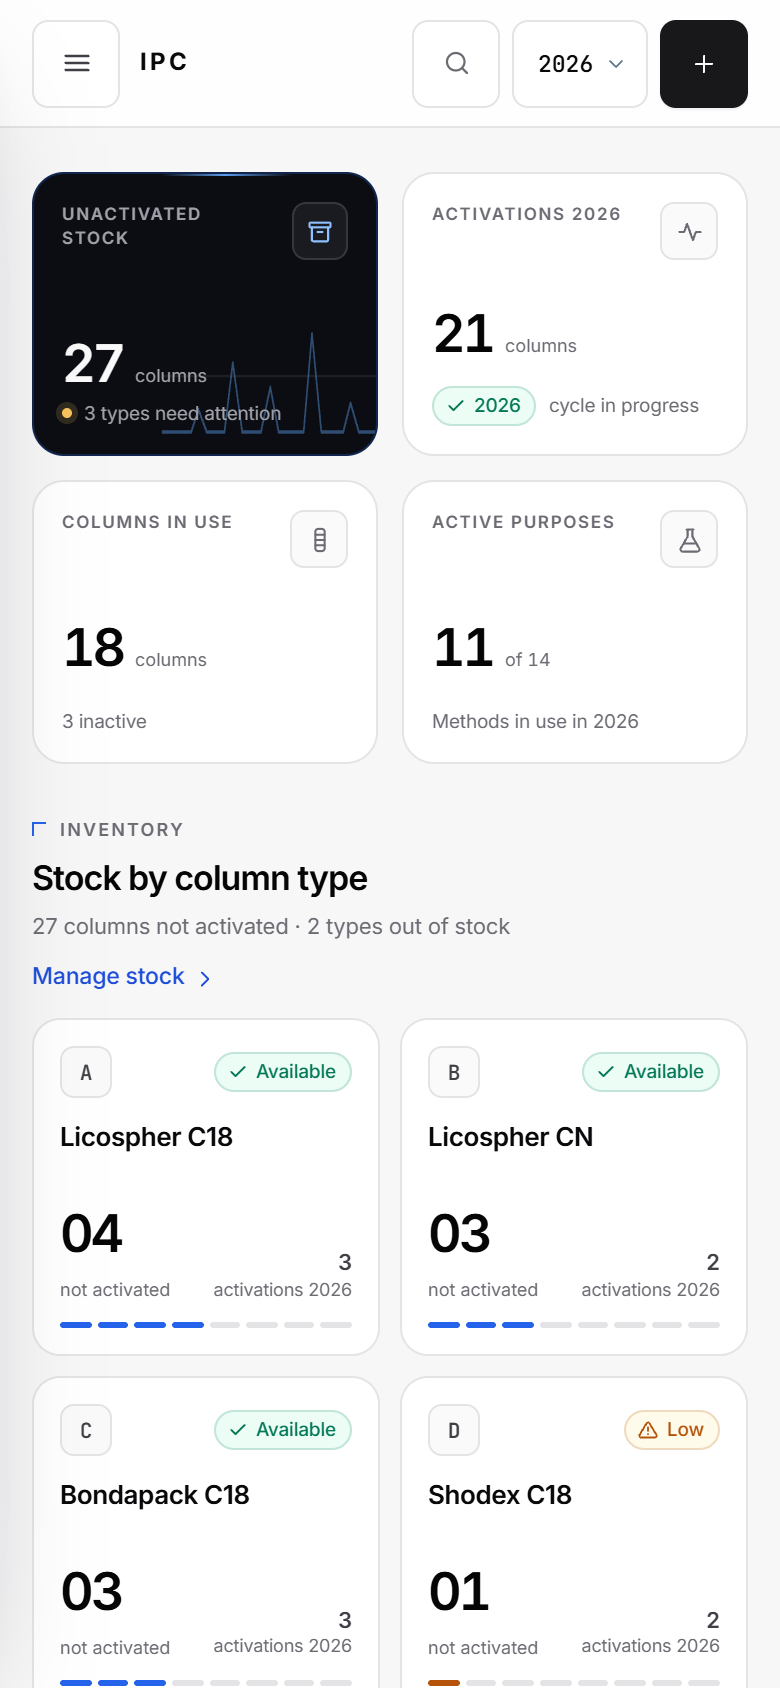 IPC
2026
UNACTIVATED
STOCK
27 columns
3 types need attention
ACTIVATIONS 2026
21 columns
2026 cycle in progress
COLUMNS IN USE
18 columns
3 inactive
ACTIVE PURPOSES
11 of 14
Methods in use in 2026
INVENTORY
Stock by column type
27 columns not activated · 2 types out of stock
Manage stock
A Available
Licospher C18
04
3
not activated activations 2026
B Available
Licospher CN
03
2
not activated activations 2026
C Available
Bondapack C18
03
3
not activated activations 2026
D Low
Shodex C18
01
2
not activated activations 2026